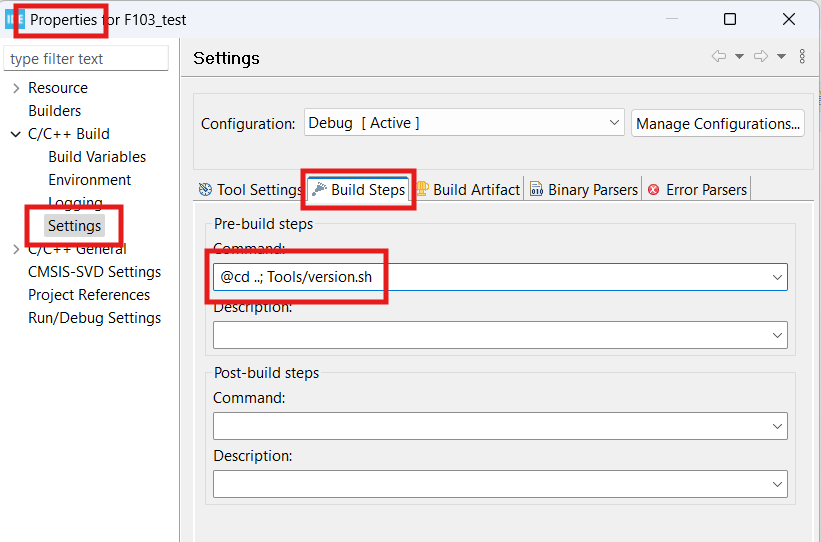 IDE Properties for F103_test
type filter text
Settings
Resource
Builders
C/C++ Build
Build Variables
Environment
Logging
Settings
C/C++ General
CMSIS-SVD Settings
Project References
Run/Debug Settings
Configuration: Debug [ Active ] Manage Configurations...
Tool Settings Build Steps Build Artifact Binary Parsers Error Parsers
Pre-build steps
Command:
@cd ..; Tools/version.sh
Description:
Post-build steps
Command:
Description: